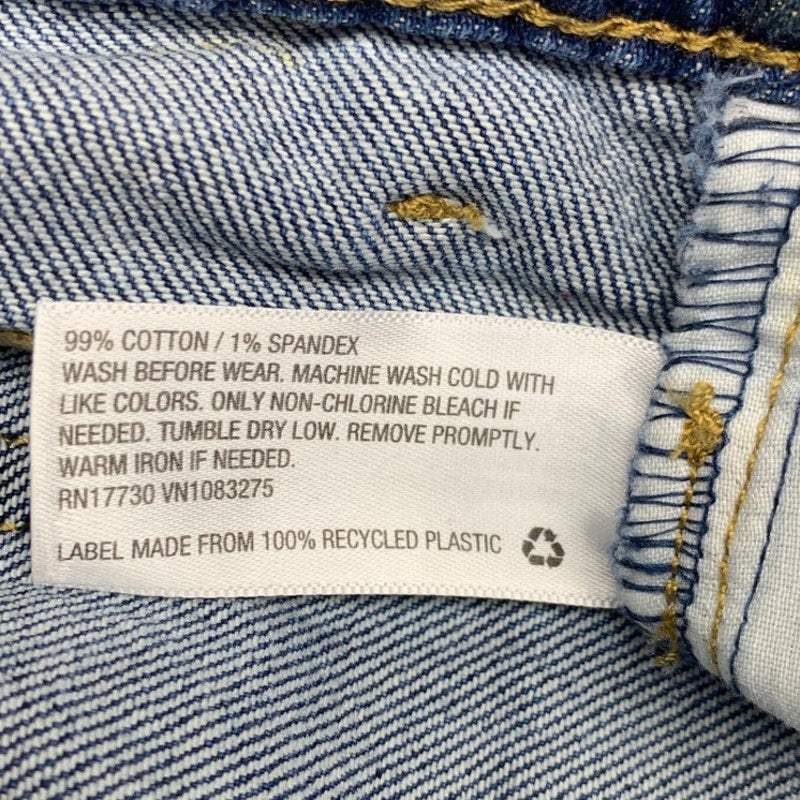 99% COTTON / 1% SPANDEX
WASH BEFORE WEAR. MACHINE WASH COLD WITH
LIKE COLORS. ONLY NON-CHLORINE BLEACH IF
NEEDED. TUMBLE DRY LOW. REMOVE PROMPTLY.
WARM IRON IF NEEDED.
RN17730 VN1083275
LABEL MADE FROM 100% RECYCLED PLASTIC